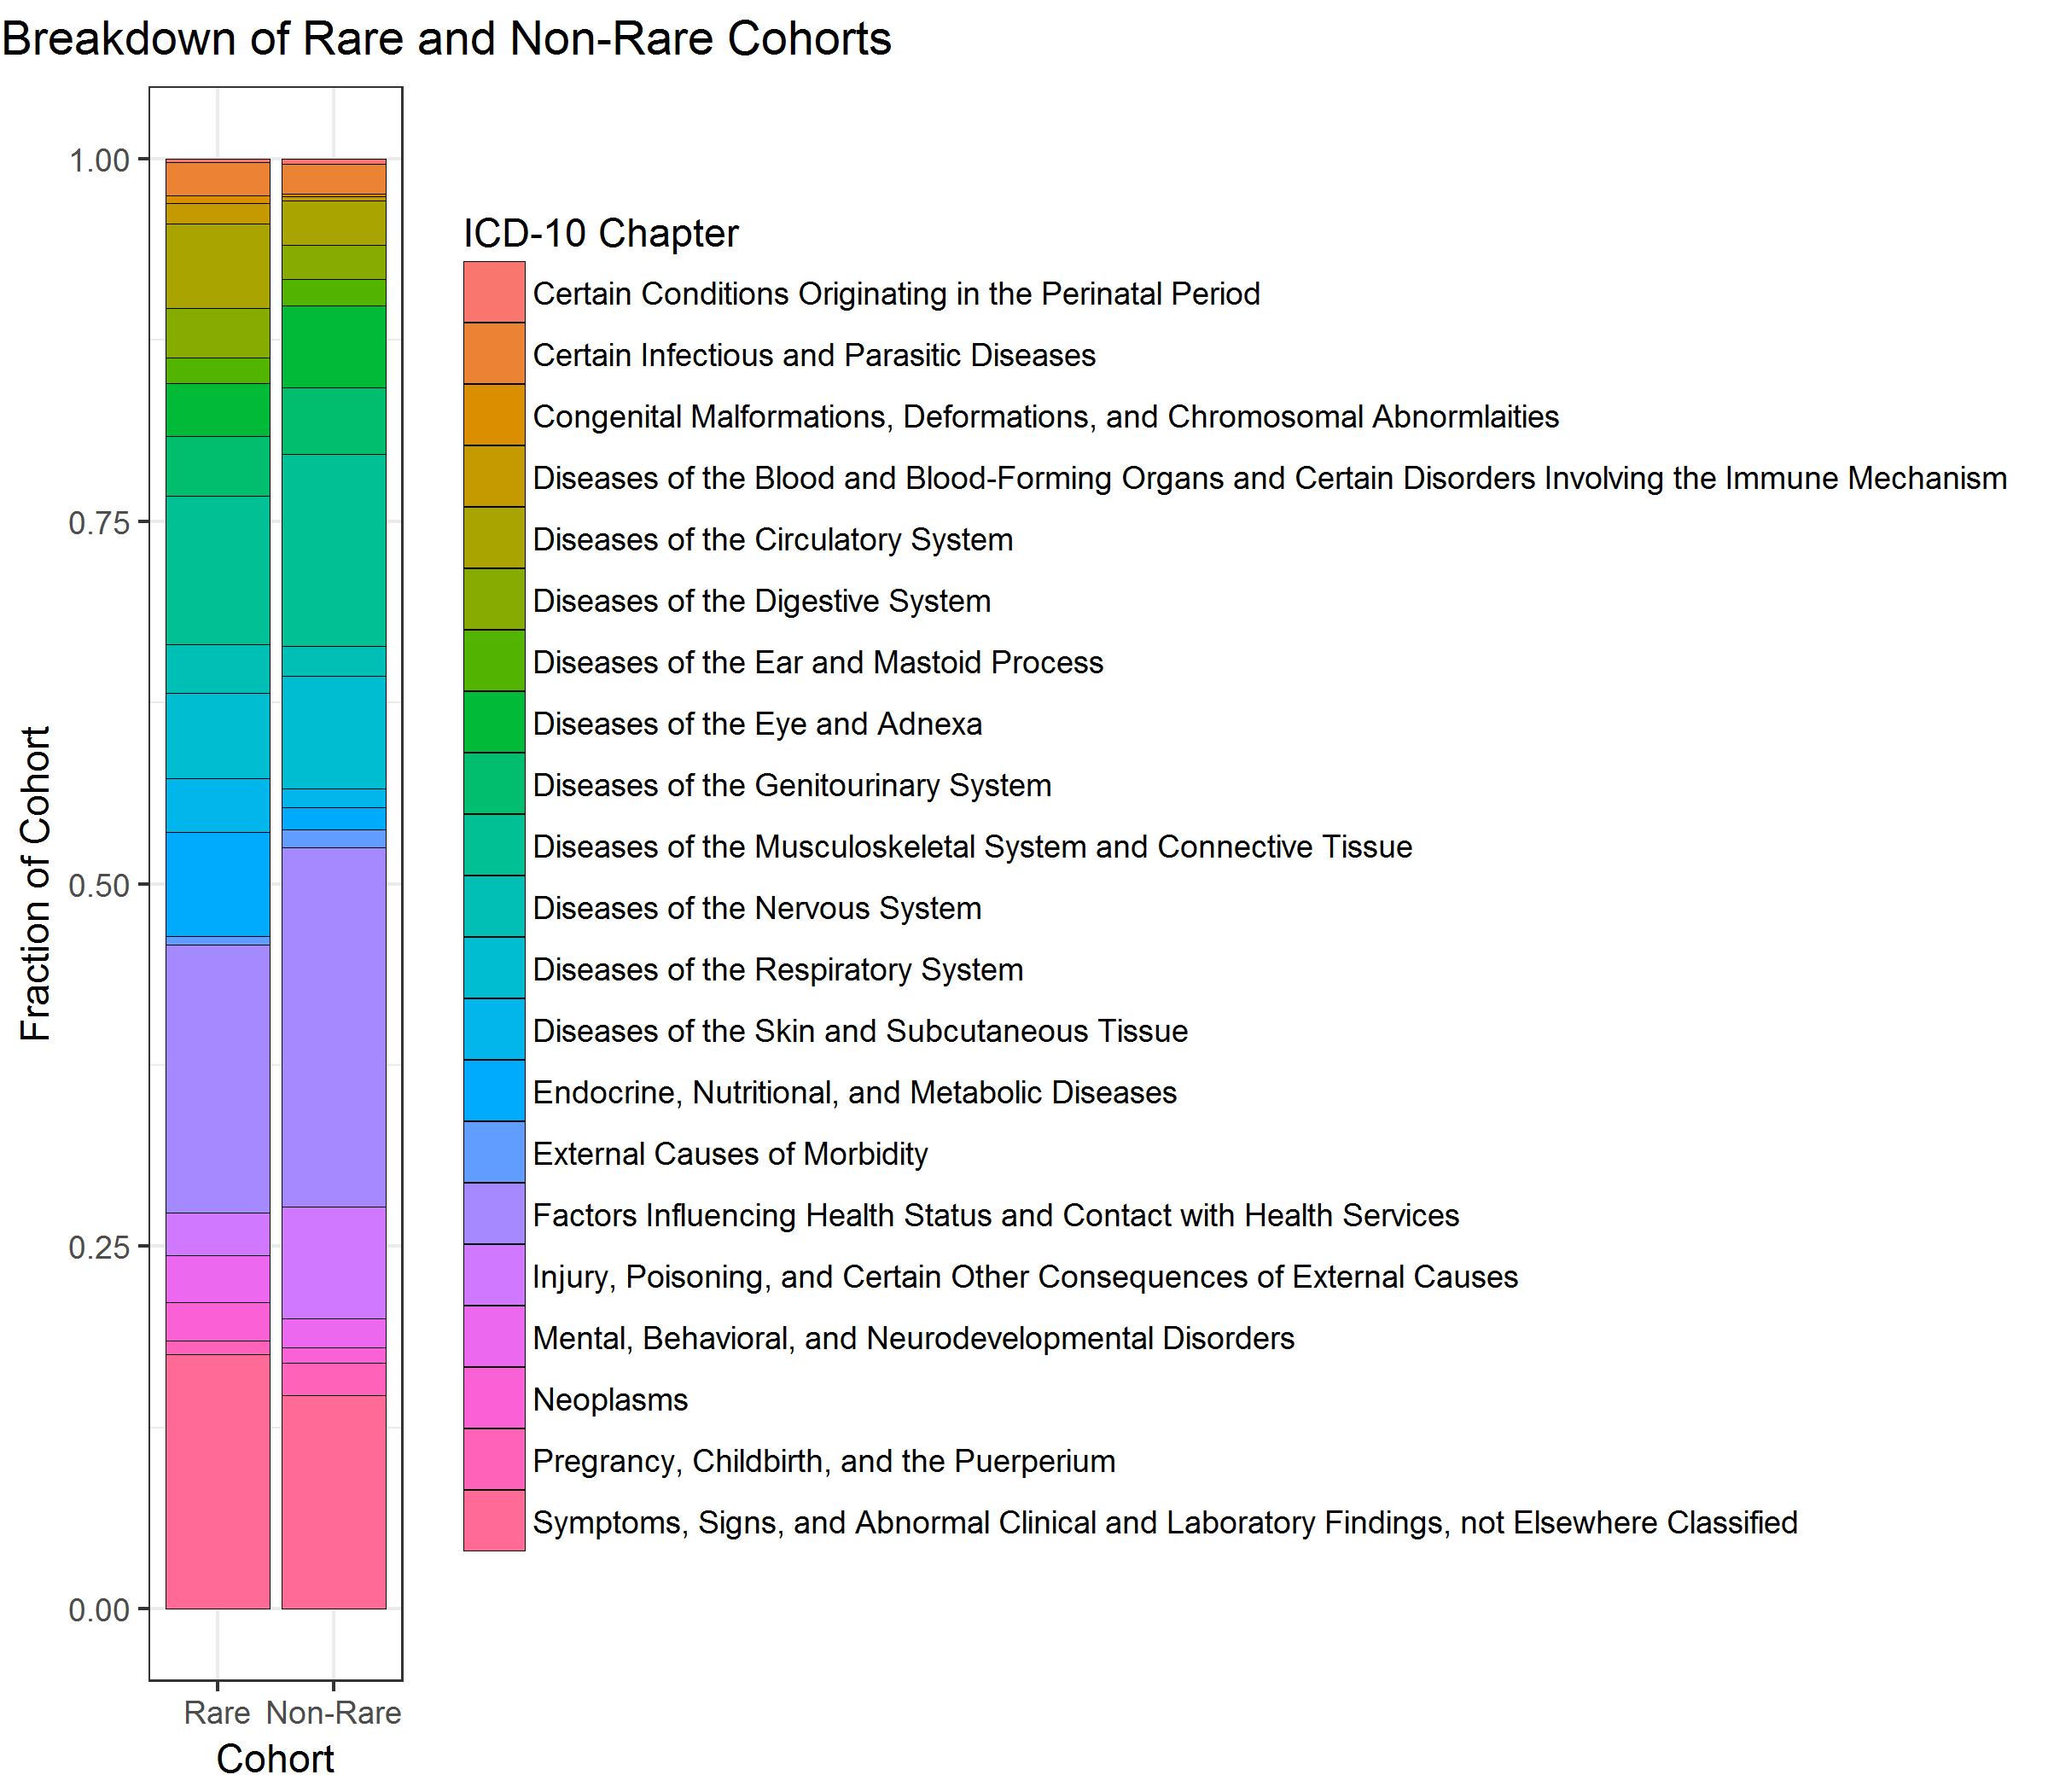 Breakdown of Rare and Non-Rare Cohorts
1.00
0.75
0.50
0.25
0.00
Fraction of Cohort
Rare
Non-Rare
Cohort
ICD-10 Chapter
Certain Conditions Originating in the Perinatal Period
Certain Infectious and Parasitic Diseases
Congenital Malformations, Deformations, and Chromosomal Abnormlaities
Diseases of the Blood and Blood-Forming Organs and Certain Disorders Involving the Immune Mechanism
Diseases of the Circulatory System
Diseases of the Digestive System
Diseases of the Ear and Mastoid Process
Diseases of the Eye and Adnexa
Diseases of the Genitourinary System
Diseases of the Musculoskeletal System and Connective Tissue
Diseases of the Nervous System
Diseases of the Respiratory System
Diseases of the Skin and Subcutaneous Tissue
Endocrine, Nutritional, and Metabolic Diseases
External Causes of Morbidity
Factors Influencing Health Status and Contact with Health Services
Injury, Poisoning, and Certain Other Consequences of External Causes
Mental, Behavioral, and Neurodevelopmental Disorders
Neoplasms
Pregrancy, Childbirth, and the Puerperium
Symptoms, Signs, and Abnormal Clinical and Laboratory Findings, not Elsewhere Classified